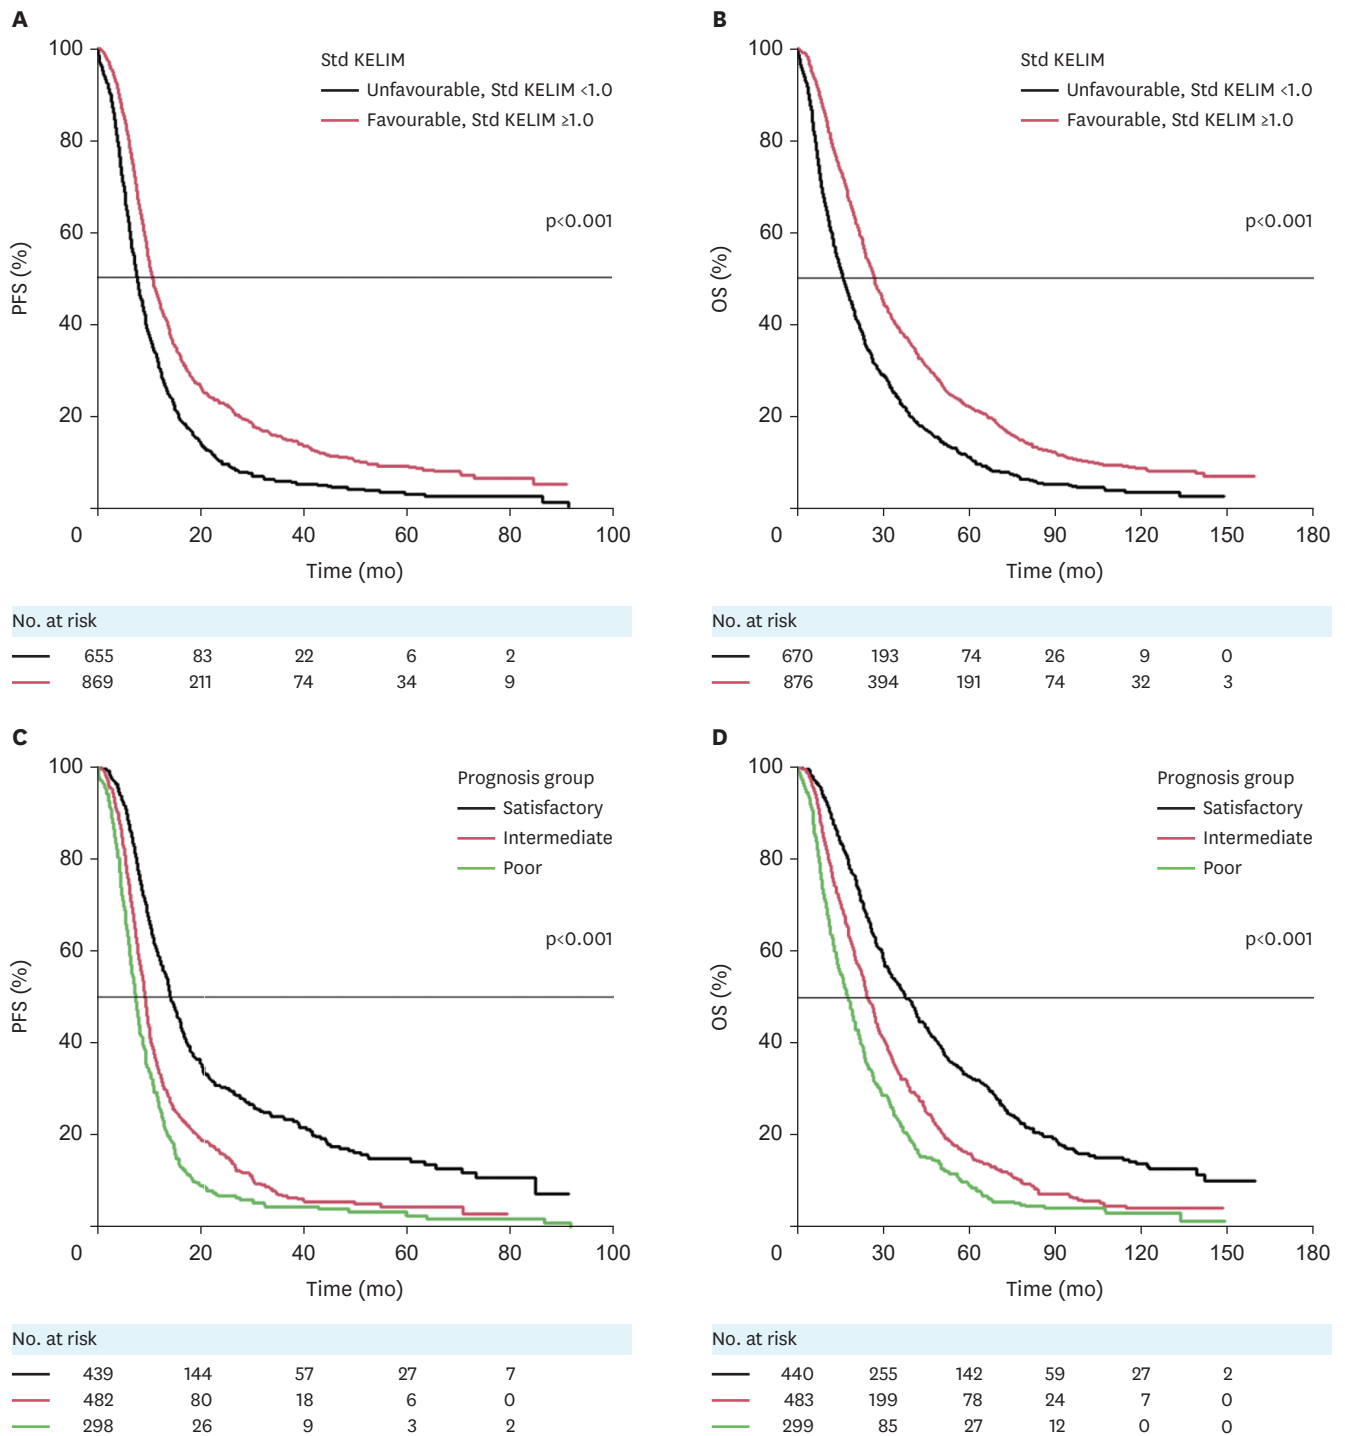 A
100
80
60
40
20
PFS (%)
Std KELIM
Unfavourable, Std KELIM <1.0
Favourable, Std KELIM ≥1.0
p<0.001
0 20 40 60 80 100
Time (mo)
No. at risk
655 83 22 6 2
869 211 74 34 9
B
100
80
60
40
20
OS (%)
Std KELIM
Unfavourable, Std KELIM <1.0
Favourable, Std KELIM ≥1.0
p<0.001
0 30 60 90 120 150 180
Time (mo)
No. at risk
670 193 74 26 9 0
876 394 191 74 32 3
C
100
80
60
40
20
PFS (%)
Prognosis group
Satisfactory
Intermediate
Poor
p<0.001
0 20 40 60 80 100
Time (mo)
No. at risk
439 144 57 27 7
482 80 18 6 0
298 26 9 3 2
D
100
80
60
40
20
OS (%)
Prognosis group
Satisfactory
Intermediate
Poor
p<0.001
0 30 60 90 120 150 180
Time (mo)
No. at risk
440 255 142 59 27 2
483 199 78 24 7 0
299 85 27 12 0 0